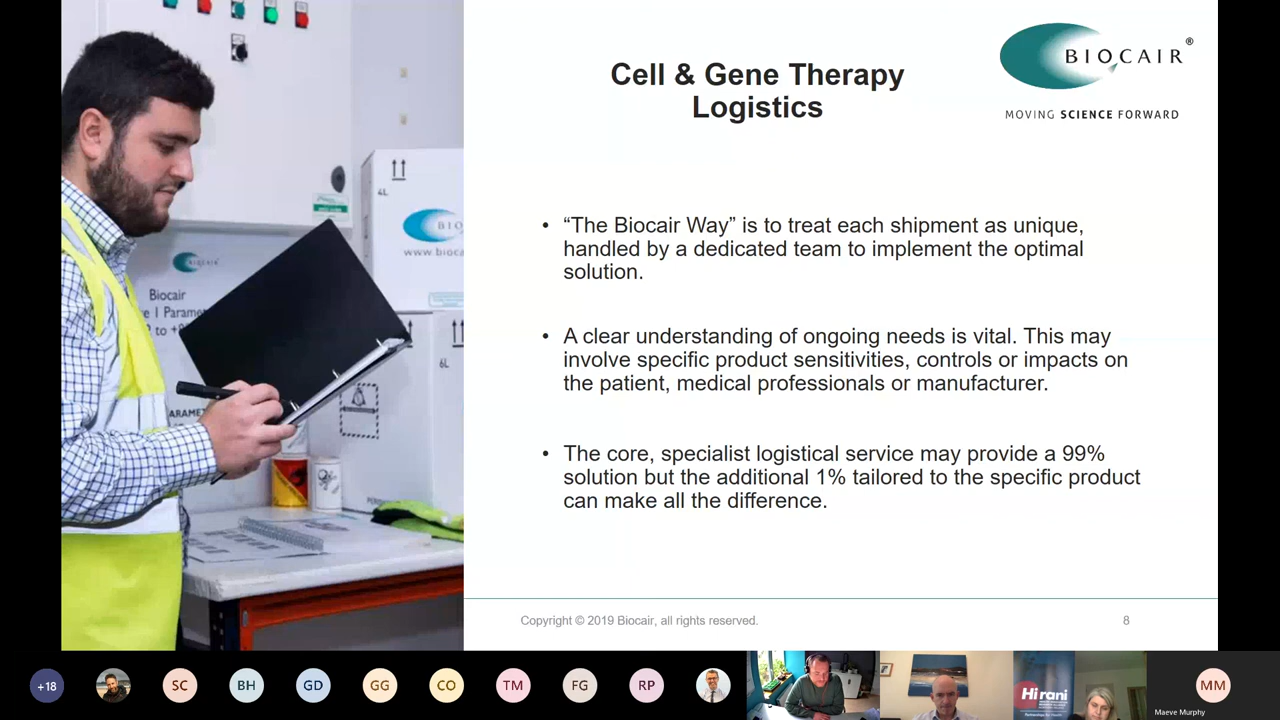 Cell & Gene Therapy
Logistics
BIOCAIR®
MOVING SCIENCE FORWARD
“The Biocair Way” is to treat each shipment as unique,
handled by a dedicated team to implement the optimal
solution.
A clear understanding of ongoing needs is vital. This may
involve specific product sensitivities, controls or impacts on
the patient, medical professionals or manufacturer.
The core, specialist logistical service may provide a 99%
solution but the additional 1% tailored to the specific product
can make all the difference.
Copyright © 2019 Biocair, all rights reserved.
8
4L
BIO
www.bioca
BIOCAIR
Biocair
6L
+18
SC
BH
GD
GG
CO
TM
FG
RP
Hirani
MM
Maeve Murphy